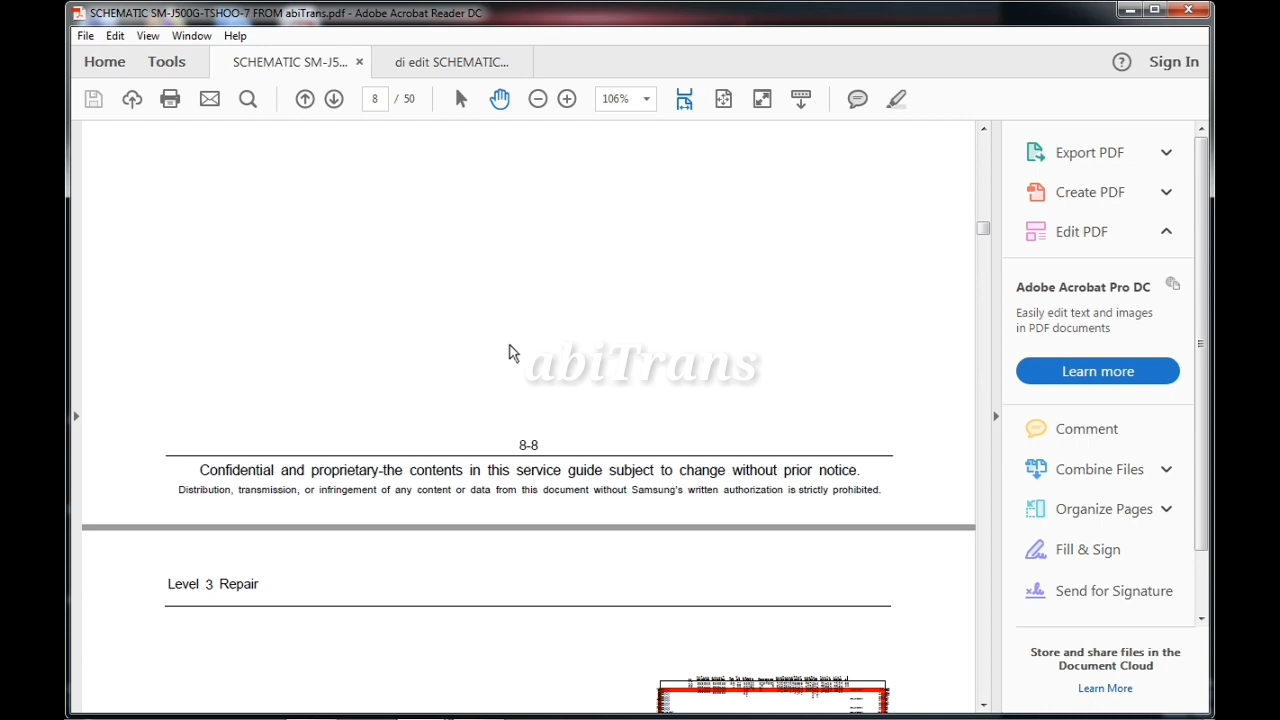 SCHEMATIC SM-J500G-TSHOO-7 FROM abiTrans.pdf - Adobe Acrobat Reader DC
File Edit View Window Help
Home Tools SCHEMATIC SM-J5... × di edit SCHEMATIC... ? Sign In
8 / 50 106%
Export PDF
Create PDF
Edit PDF
Adobe Acrobat Pro DC
Easily edit text and images
in PDF documents
Learn more
Comment
Combine Files
Organize Pages
Fill & Sign
Send for Signature
Store and share files in the
Document Cloud
Learn More
abiTrans
8-8
Confidential and proprietary-the contents in this service guide subject to change without prior notice.
Distribution, transmission, or infringement of any content or data from this document without Samsung's written authorization is strictly prohibited.
Level 3 Repair